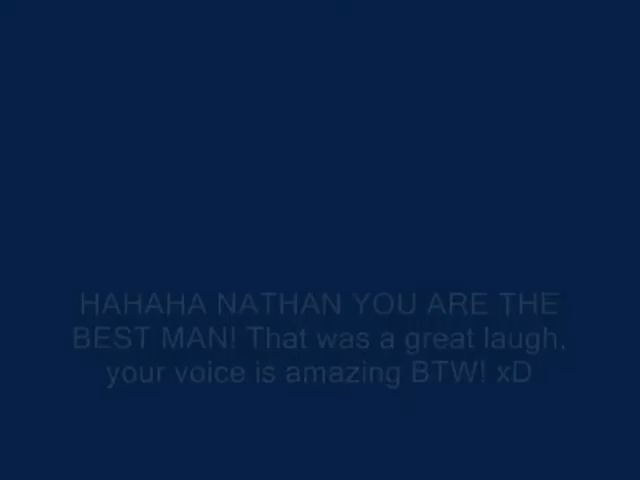 HAHAHA NATHAN YOU ARE THE
BEST MAN! That was a great laugh,
your voice is amazing BTW! xD